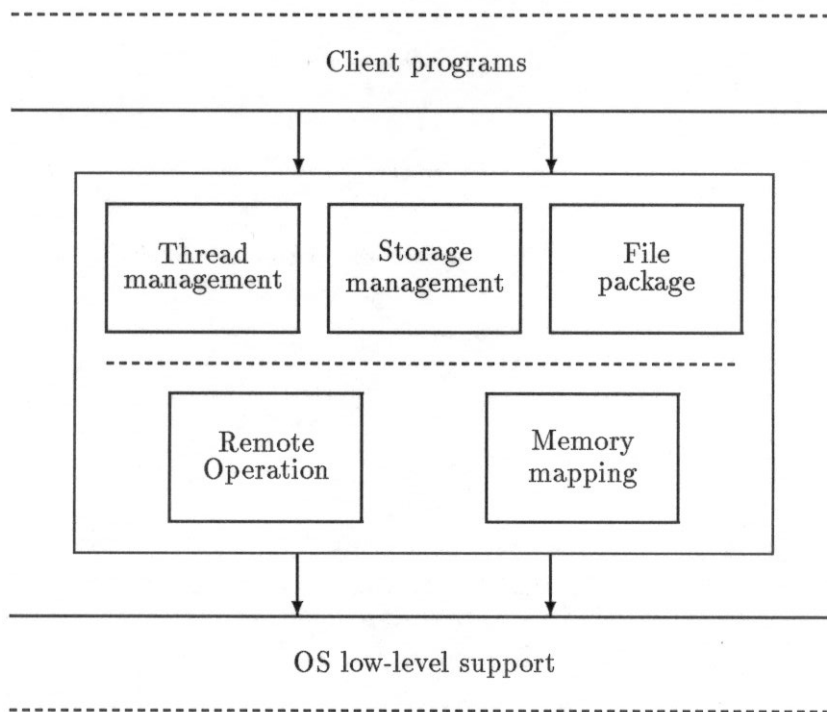 Client programs
Thread
management
Storage
management
File
package
Remote
Operation
Memory
mapping
OS low-level support